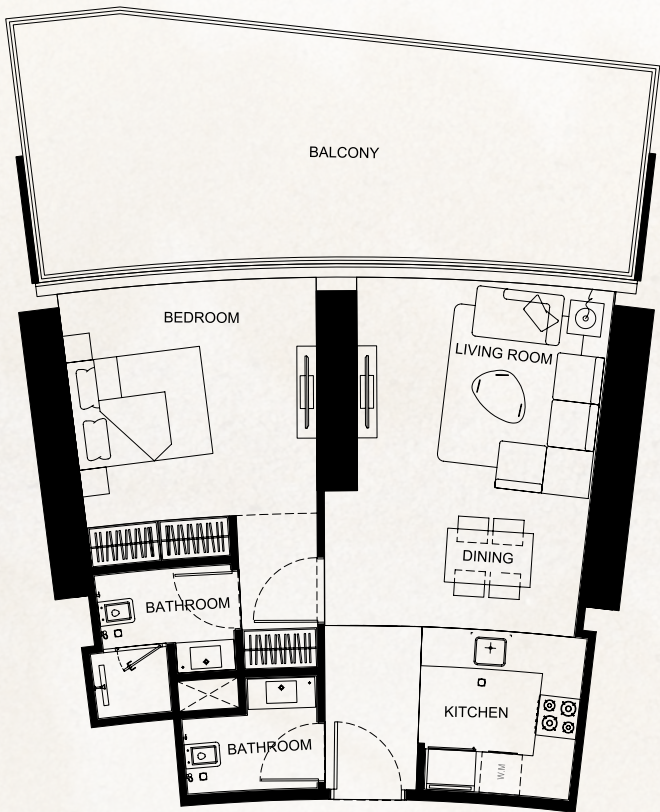 BALCONY
BEDROOM
LIVING ROOM
DINING
BATHROOM
KITCHEN
BATHROOM
W.M